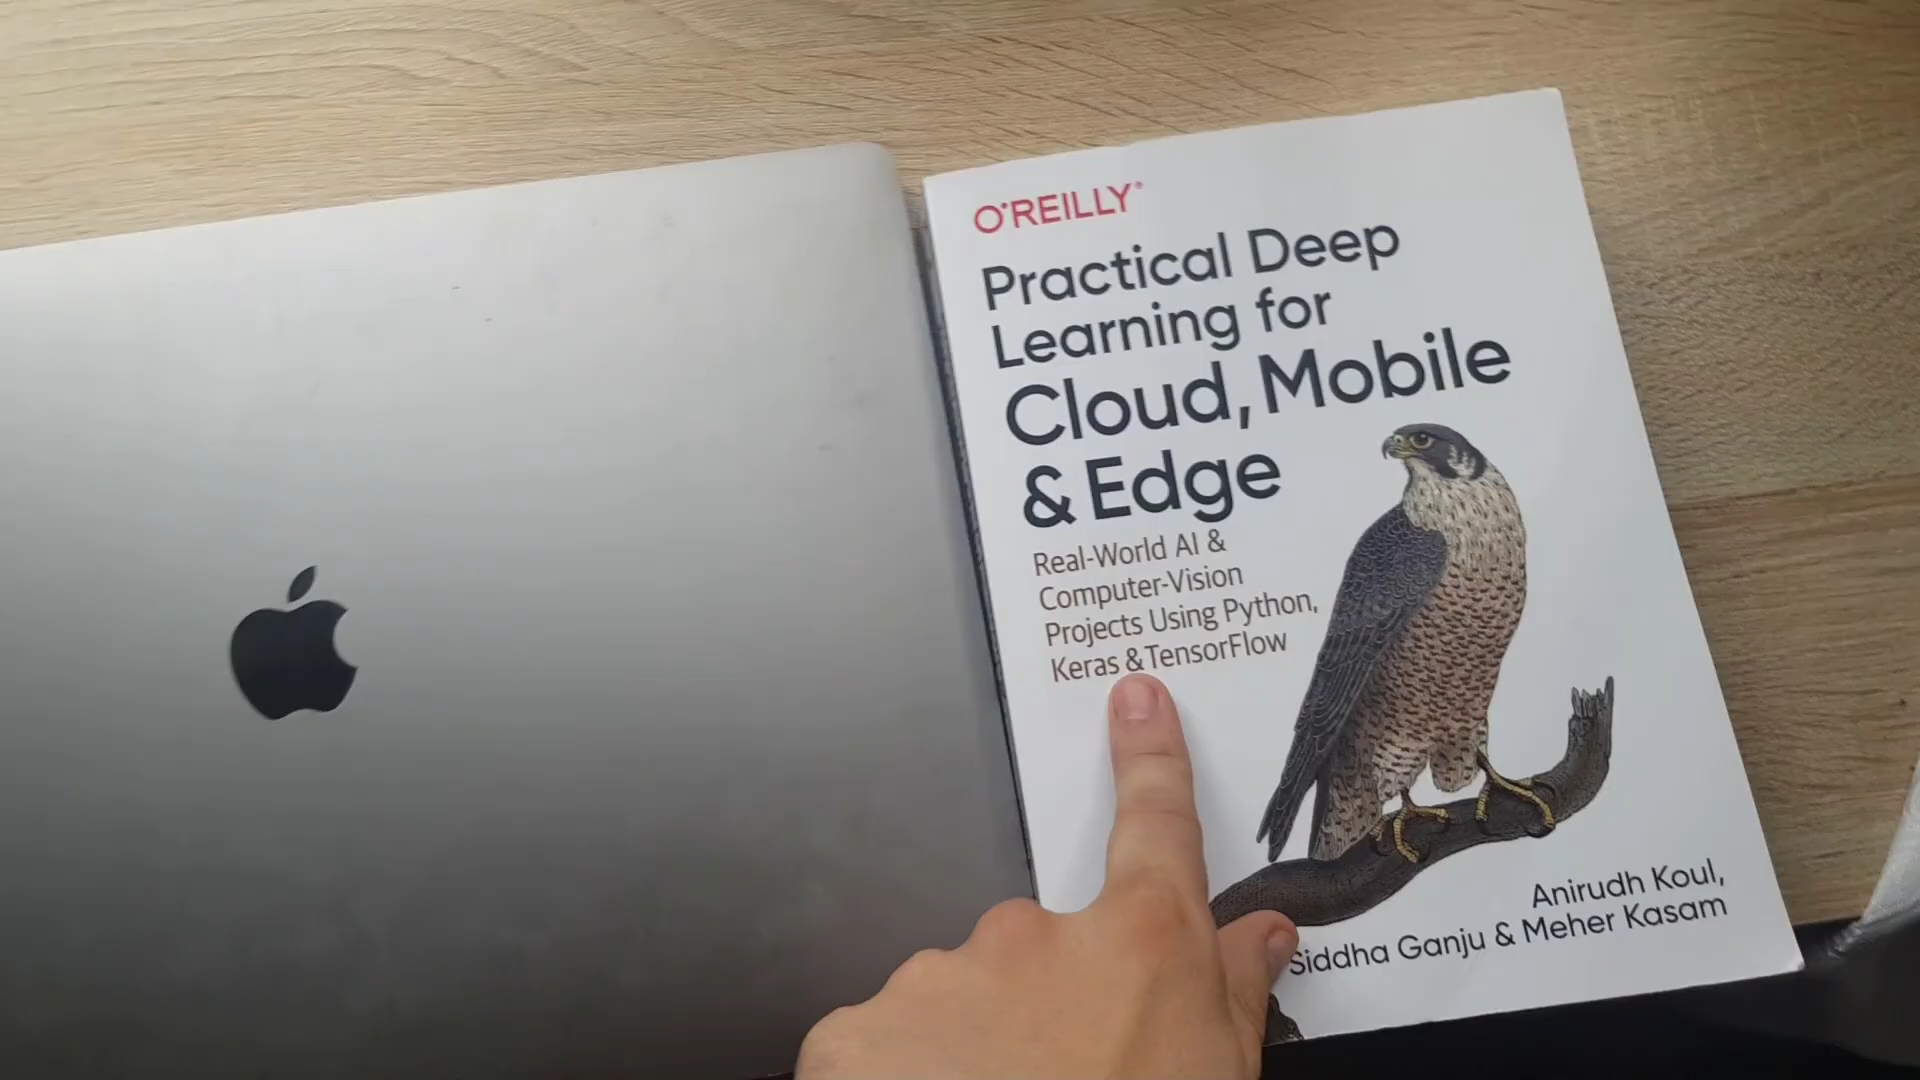 O'REILLY®
Practical Deep
Learning for
Cloud, Mobile
& Edge
Real-World AI &
Computer-Vision
Projects Using Python,
Keras & TensorFlow
Anirudh Koul,
Siddha Ganju & Meher Kasam